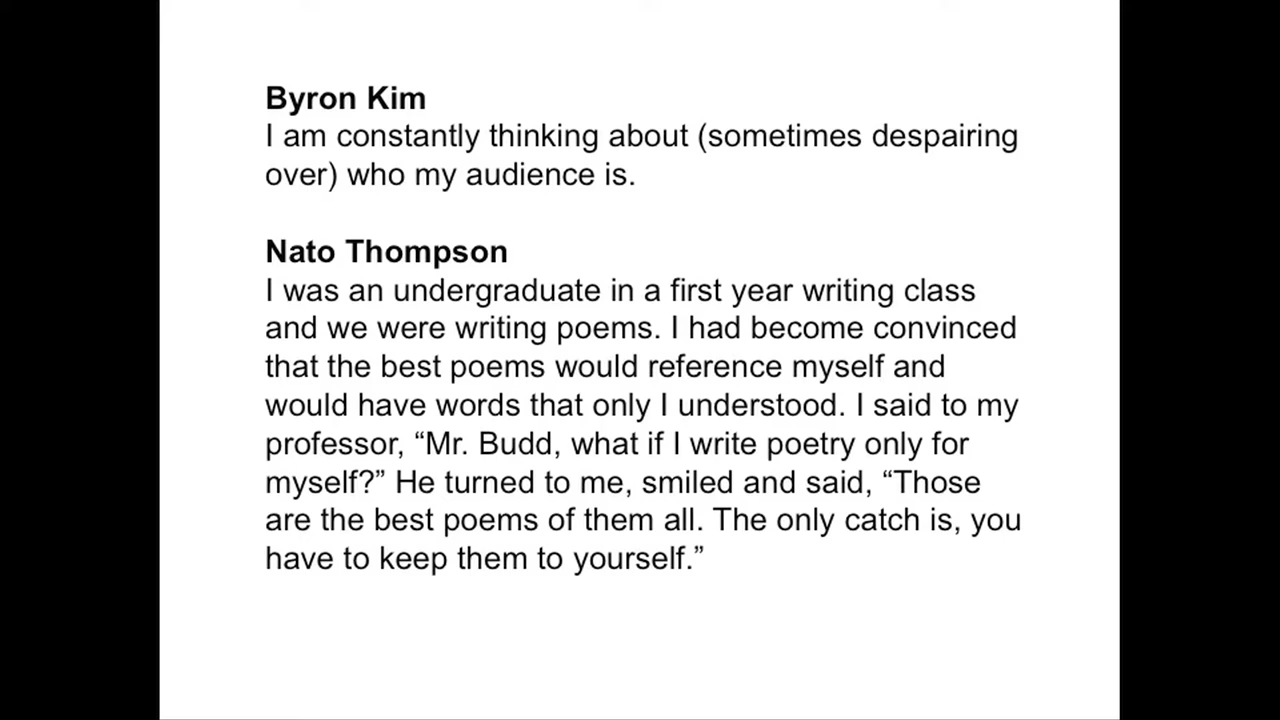 Byron Kim
I am constantly thinking about (sometimes despairing
over) who my audience is.
Nato Thompson
I was an undergraduate in a first year writing class
and we were writing poems. I had become convinced
that the best poems would reference myself and
would have words that only I understood. I said to my
professor, “Mr. Budd, what if I write poetry only for
myself?” He turned to me, smiled and said, “Those
are the best poems of them all. The only catch is, you
have to keep them to yourself.”